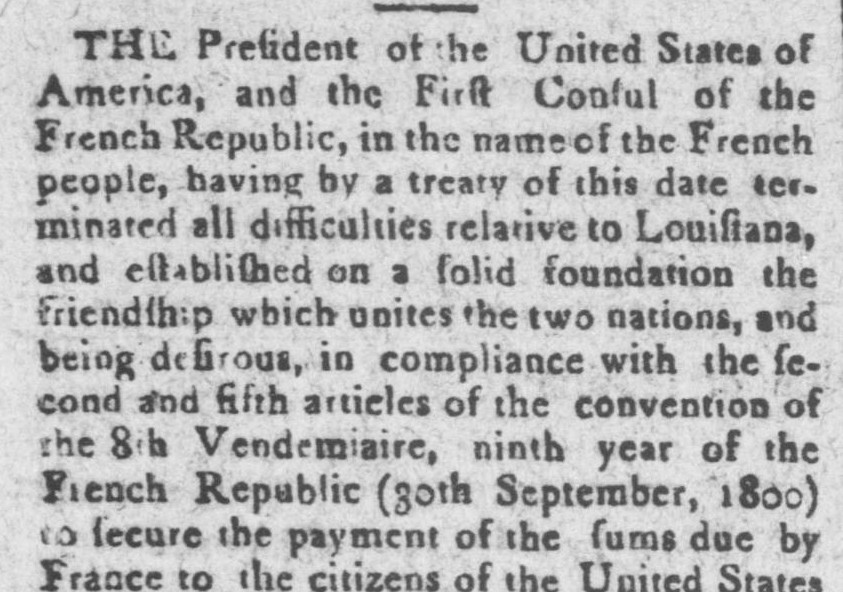 THE Preſident of the United States of
America, and the Firſt Conſul of the
French Republic, in the name of the French
people, having by a treaty of this date ter-
minated all difficulties relative to Louiſiana,
and eſtabliſhed on a ſolid foundation the
friendſhip which unites the two nations, and
being deſirous, in compliance with the ſe-
cond and fifth articles of the convention of
the 8th Vendemiaire, ninth year of the
French Republic (30th September, 1800)
to ſecure the payment of the ſums due by
France to the citizens of the United States